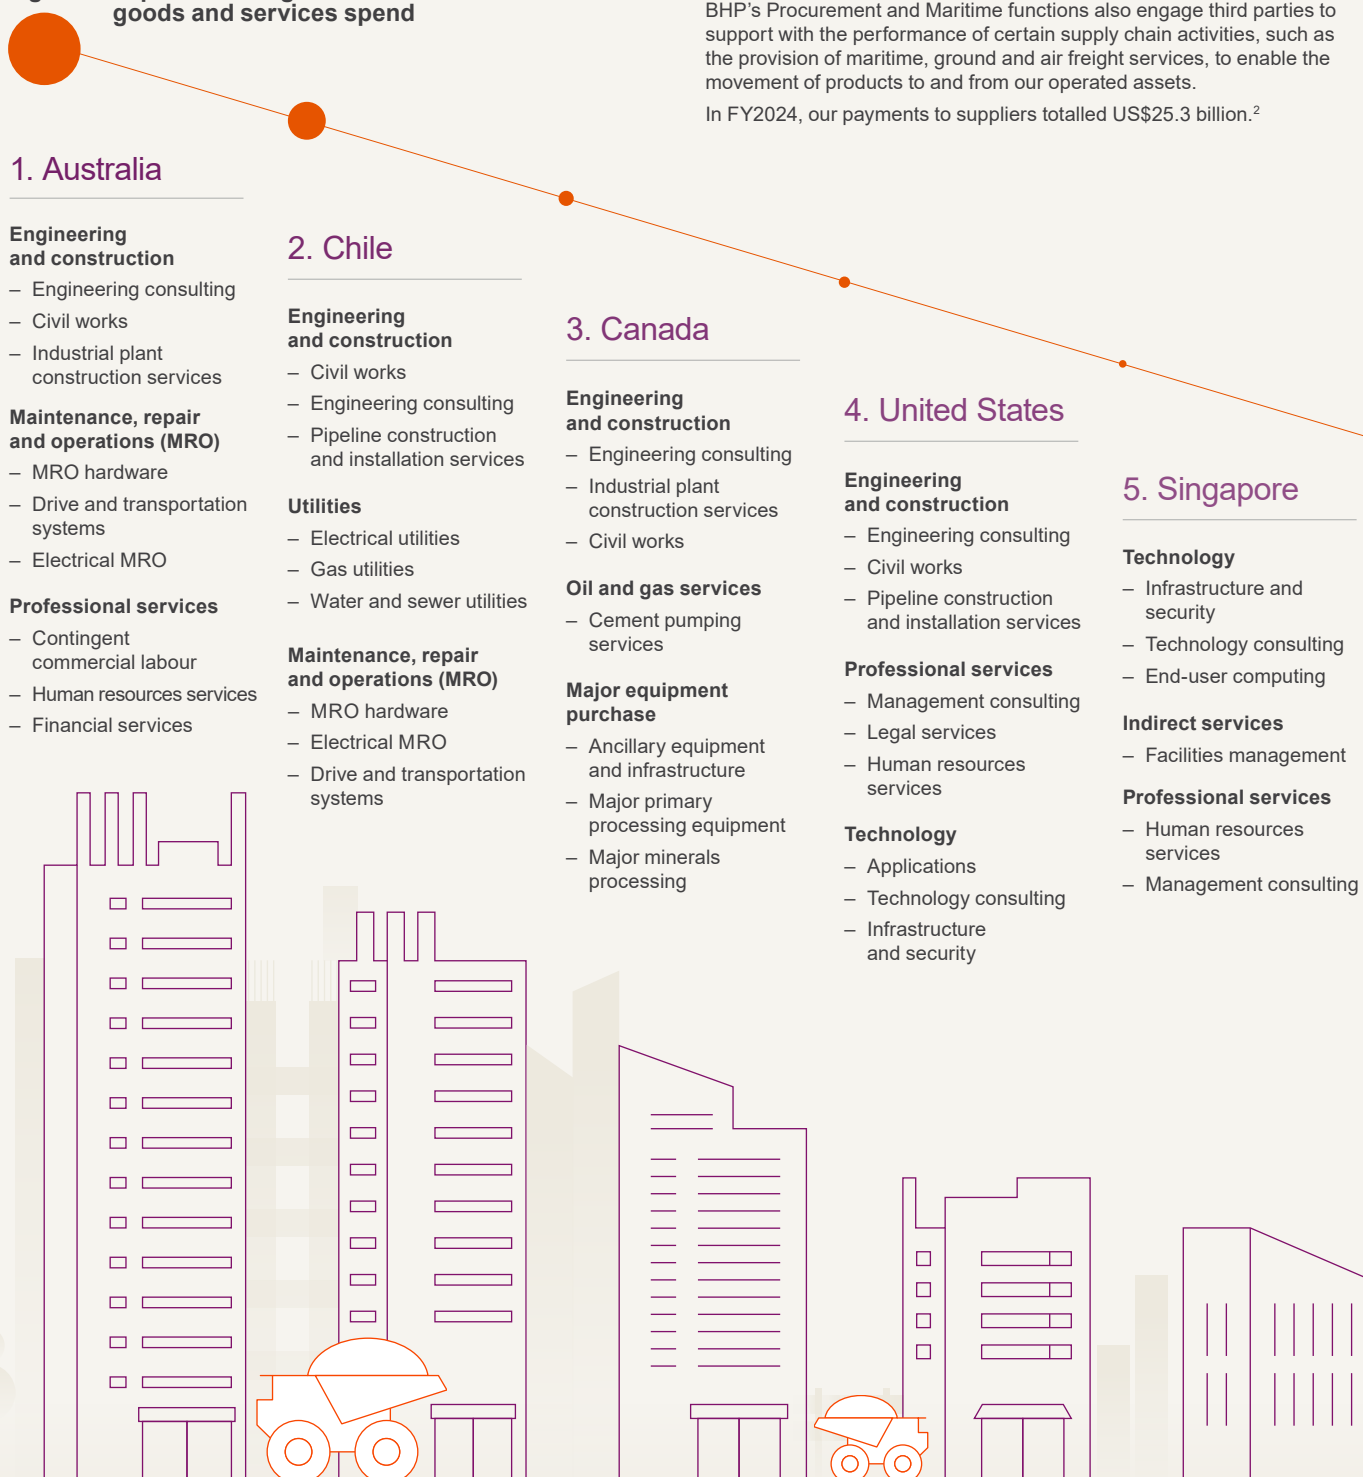 goods and services spend
BHP’s Procurement and Maritime functions also engage third parties to
support with the performance of certain supply chain activities, such as
the provision of maritime, ground and air freight services, to enable the
movement of products to and from our operated assets.
In FY2024, our payments to suppliers totalled US$25.3 billion.2
1. Australia
Engineering
and construction
– Engineering consulting
– Civil works
– Industrial plant
construction services
Maintenance, repair
and operations (MRO)
– MRO hardware
– Drive and transportation
systems
– Electrical MRO
Professional services
– Contingent
commercial labour
– Human resources services
– Financial services
2. Chile
Engineering
and construction
– Civil works
– Engineering consulting
– Pipeline construction
and installation services
Utilities
– Electrical utilities
– Gas utilities
– Water and sewer utilities
Maintenance, repair
and operations (MRO)
– MRO hardware
– Electrical MRO
– Drive and transportation
systems
3. Canada
Engineering
and construction
– Engineering consulting
– Industrial plant
construction services
– Civil works
Oil and gas services
– Cement pumping
services
Major equipment
purchase
– Ancillary equipment
and infrastructure
– Major primary
processing equipment
– Major minerals
processing
4. United States
Engineering
and construction
– Engineering consulting
– Civil works
– Pipeline construction
and installation services
Professional services
– Management consulting
– Legal services
– Human resources
services
Technology
– Applications
– Technology consulting
– Infrastructure
and security
5. Singapore
Technology
– Infrastructure and
security
– Technology consulting
– End-user computing
Indirect services
– Facilities management
Professional services
– Human resources
services
– Management consulting